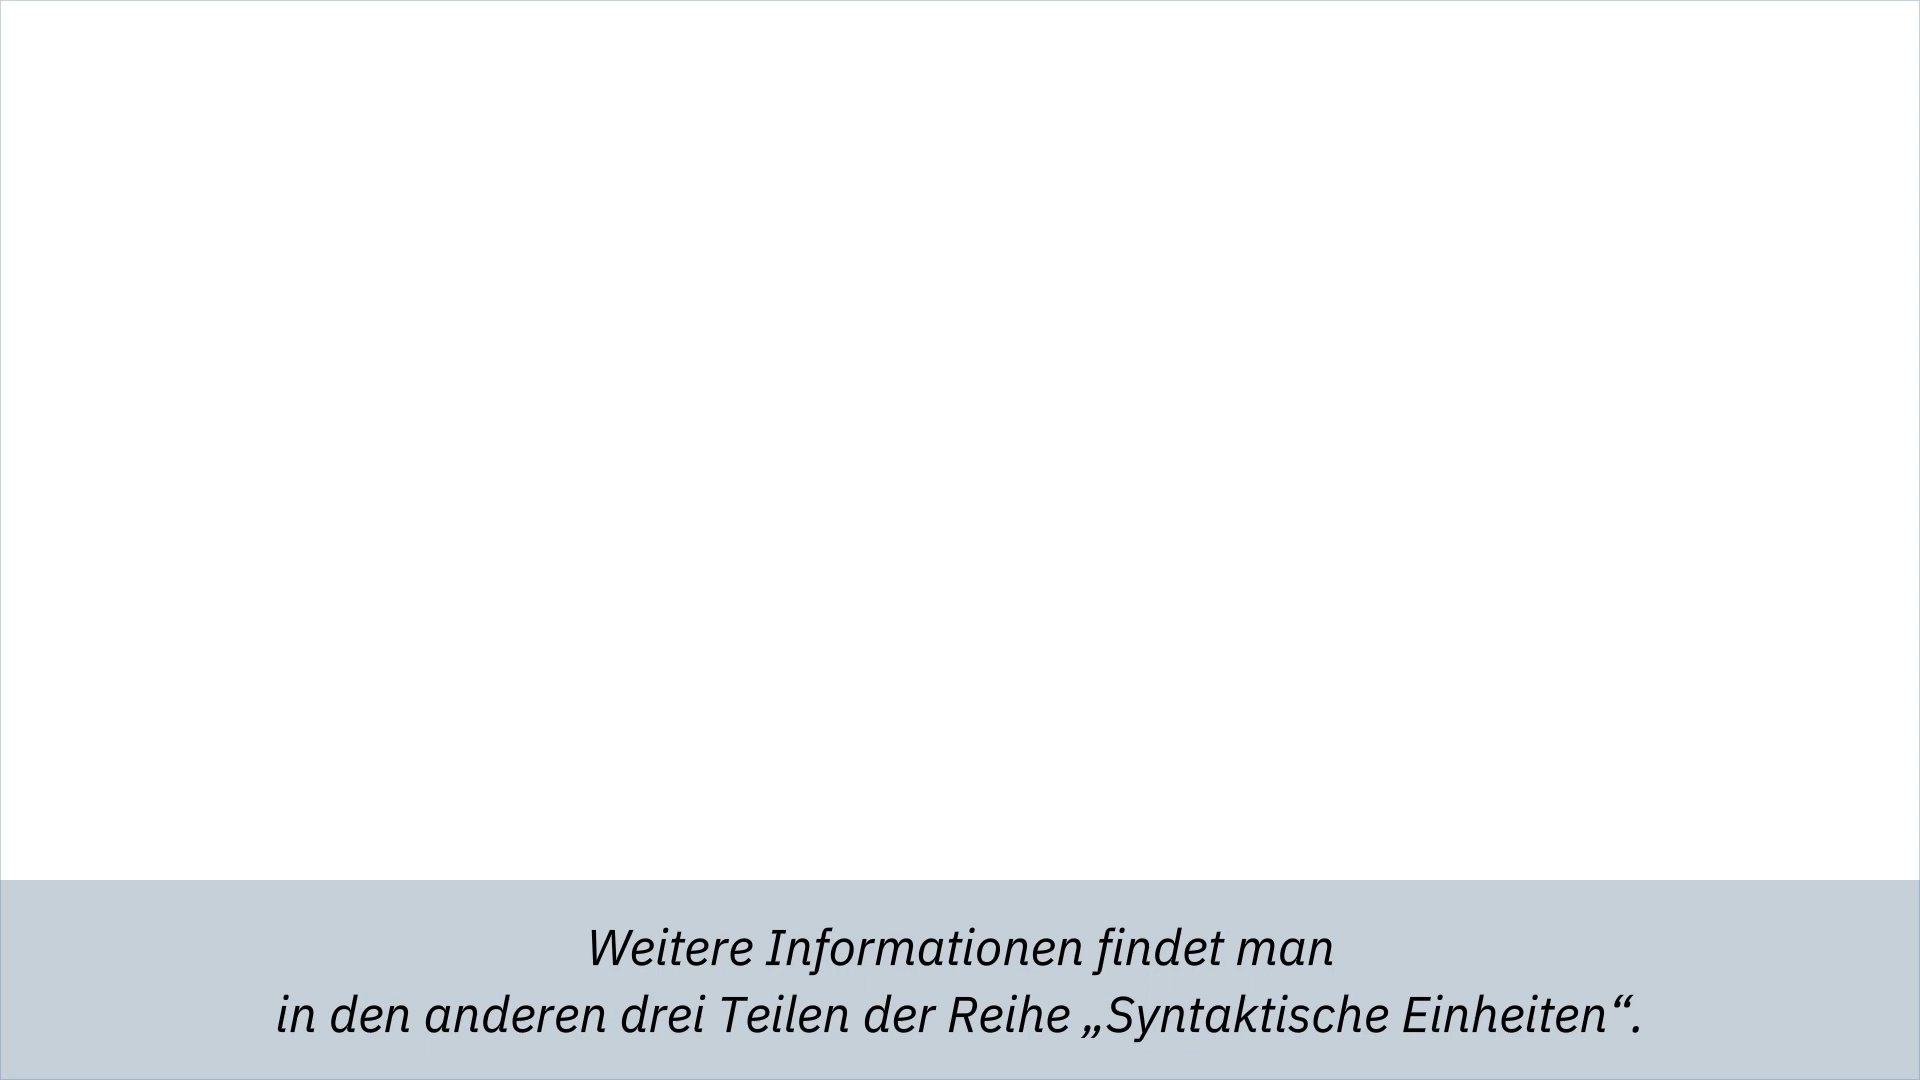 Weitere Informationen findet man
in den anderen drei Teilen der Reihe „Syntaktische Einheiten“.